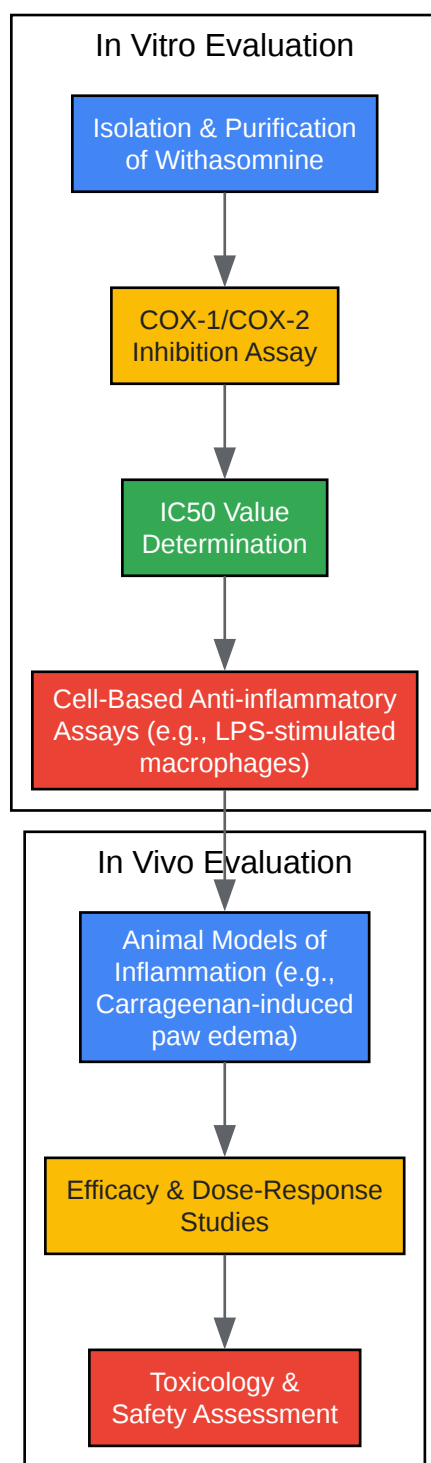 In Vitro Evaluation
Isolation & Purification
of Withasomnine
COX-1/COX-2
Inhibition Assay
IC50 Value
Determination
Cell-Based Anti-inflammatory
Assays (e.g., LPS-stimulated
macrophages)
In Vivo Evaluation
Animal Models of
Inflammation (e.g.,
Carrageenan-induced
paw edema)
Efficacy & Dose-Response
Studies
Toxicology &
Safety Assessment